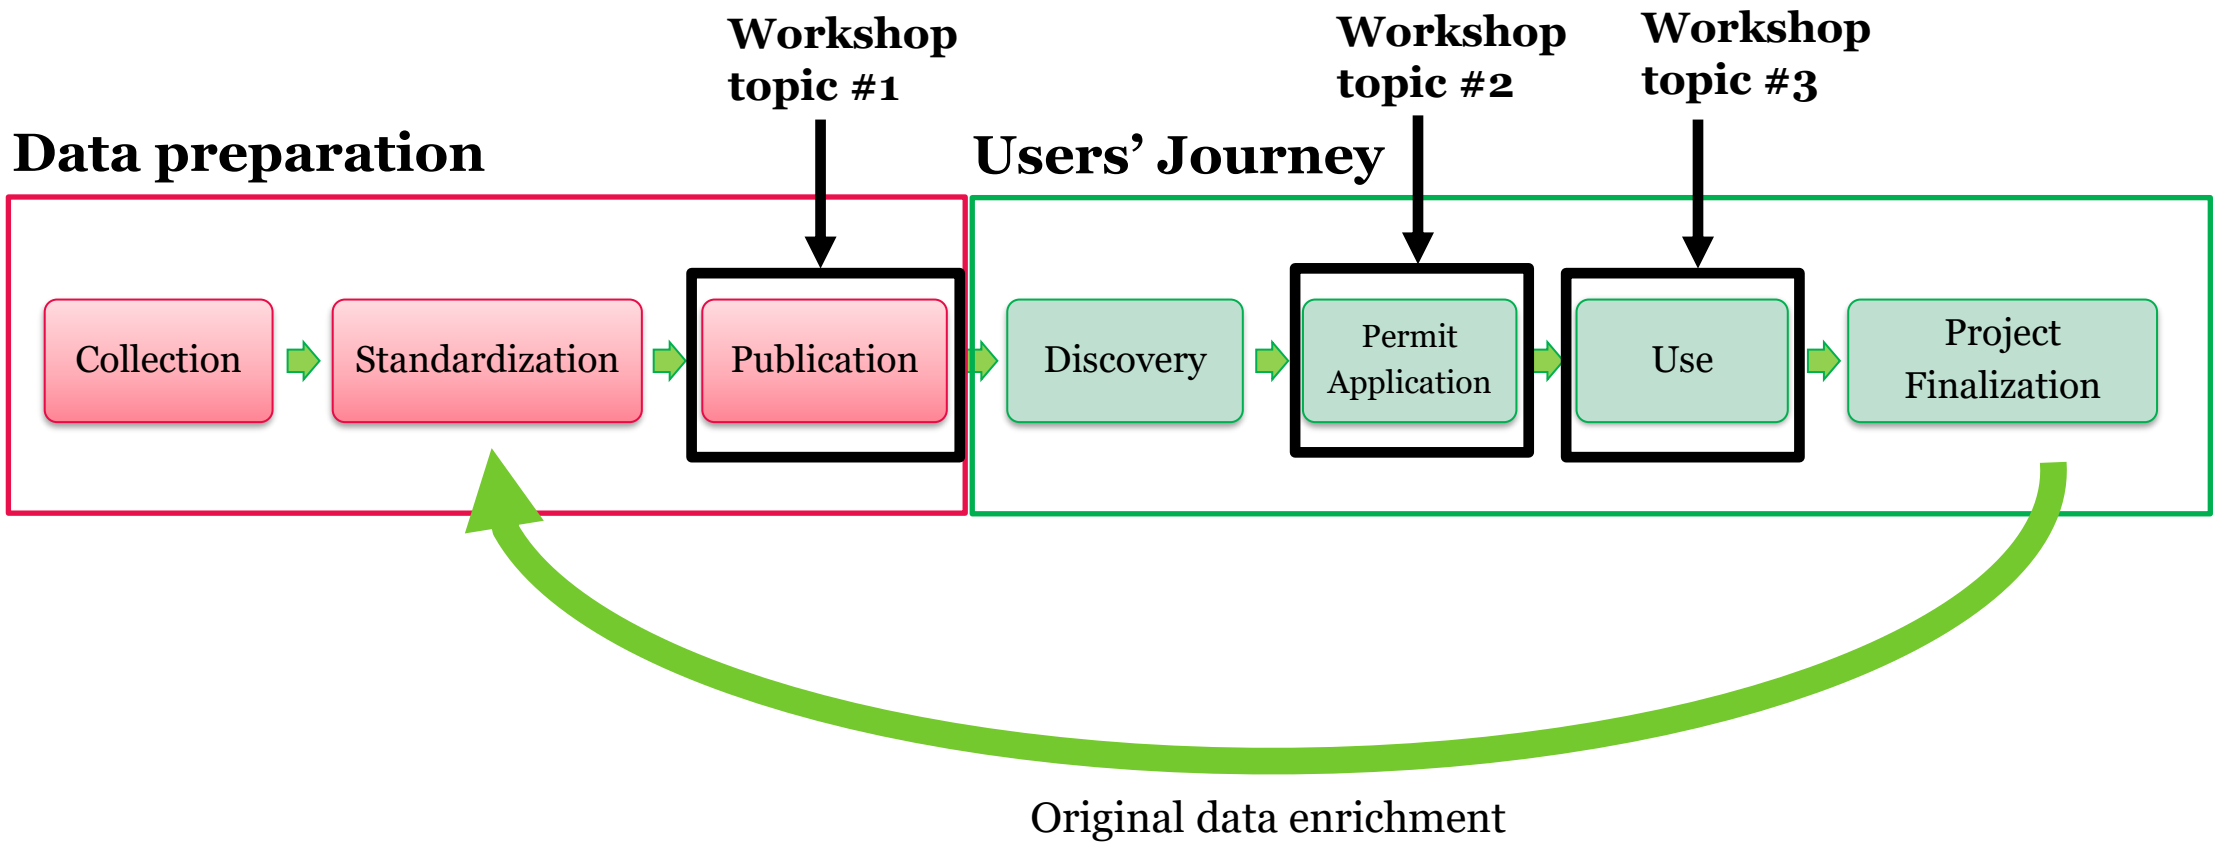 Workshop
topic #1
Workshop
topic #2
Workshop
topic #3
Data preparation
Users’ Journey
Collection
Standardization
Publication
Discovery
Permit
Application
Use
Project
Finalization
Original data enrichment